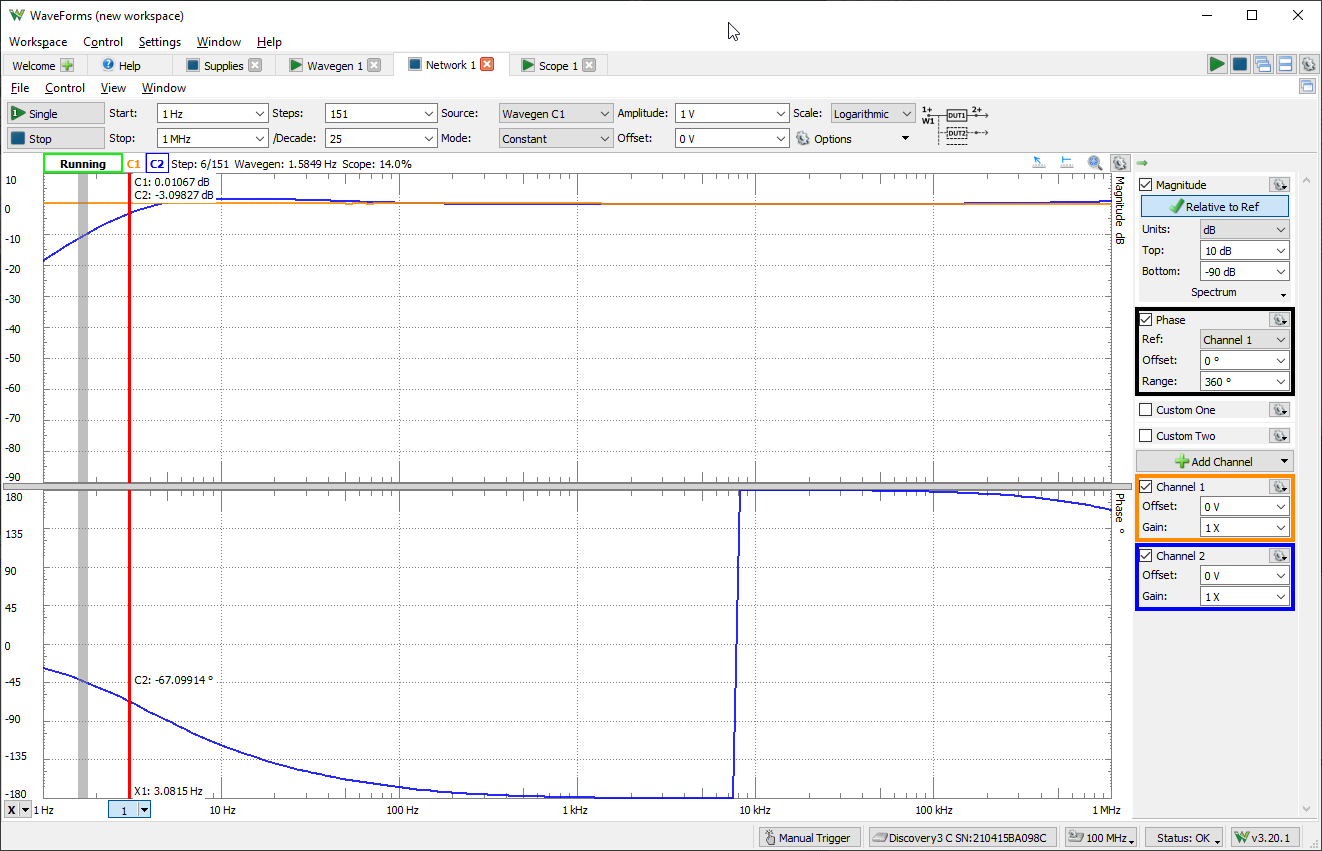 WaveForms (new workspace)
Workspace Control Settings Window Help
Welcome Help Supplies Wavegen 1 Network 1 Scope 1
File Control View Window
Single Start: 1 Hz Steps: 151 Source: Wavegen C1 Amplitude: 1 V Scale: Logarithmic 1+ W1 DUT1 2+
Stop Stop: 1 MHz /Decade: 25 Mode: Constant Offset: 0 V Options DUT2
Running C1 C2 Step: 6/151 Wavegen: 1.5849 Hz Scope: 14.0%
C1: 0.01067 dB
C2: -3.09827 dB
10
0
-10
-20
-30
-40
-50
-60
-70
-80
-90
Magnitude dB
180
135
90
45
0
-45
-90
-135
-180
Phase °
C2: -67.09914 °
X1: 3.0815 Hz
X 1 Hz 1 10 Hz 100 Hz 1 kHz 10 kHz 100 kHz 1 MHz
Magnitude
Relative to Ref
Units: dB
Top: 10 dB
Bottom: -90 dB
Spectrum
Phase
Ref: Channel 1
Offset: 0 °
Range: 360 °
Custom One
Custom Two
Add Channel
Channel 1
Offset: 0 V
Gain: 1 X
Channel 2
Offset: 0 V
Gain: 1 X
Manual Trigger Discovery3 C SN:210415BA098C 100 MHz Status: OK v3.20.1